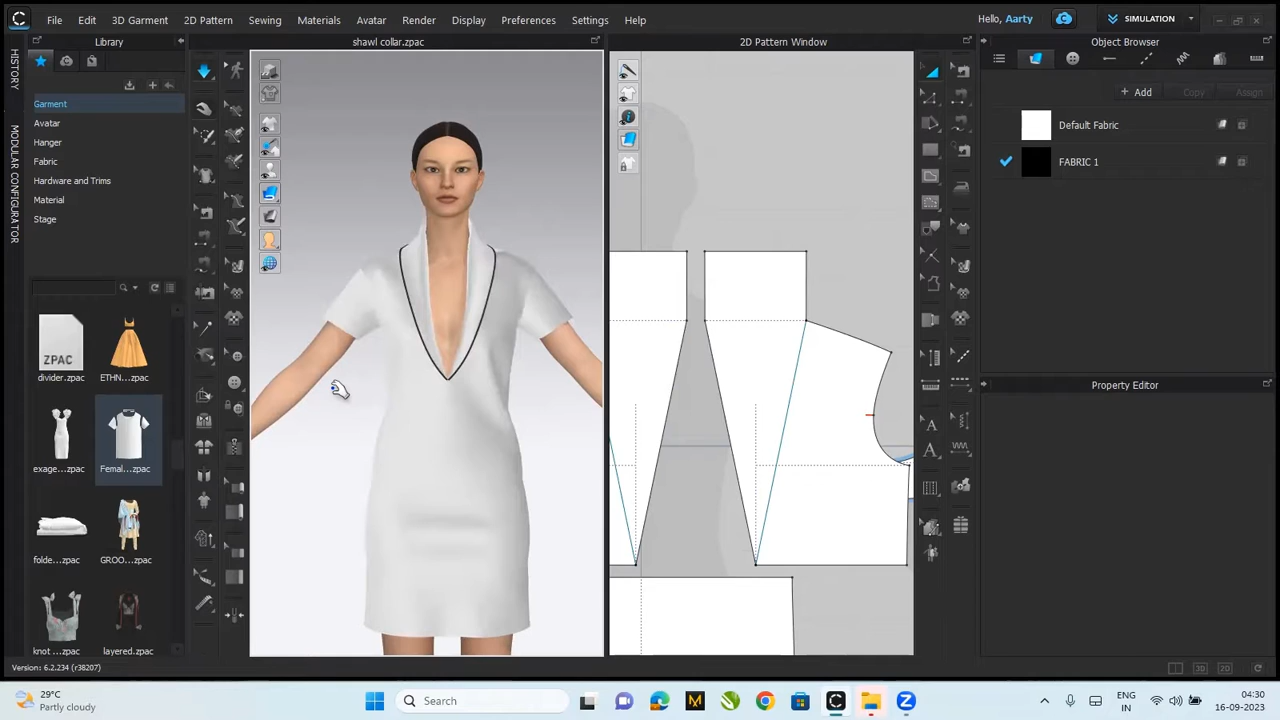 File Edit 3D Garment 2D Pattern Sewing Materials Avatar Render Display Preferences Settings Help
Hello, Aarty
SIMULATION
HISTORY
MODULAR CONFIGURATOR
Library
Garment
Avatar
Hanger
Fabric
Hardware and Trims
Material
Stage
ZPAC
divider.zpac
ETHN...zpac
exage...zpac
Femal...zpac
folde...zpac
GROO...zpac
knot ....zpac
layered.zpac
shawl collar.zpac
2D Pattern Window
Object Browser
+ Add
Copy
Assign
Default Fabric
FABRIC 1
Property Editor
Version: 6.2.234 (r38207)
3D
2D
29°C
Partly cloudy
Search
ENG
IN
04:30
16-09-2023